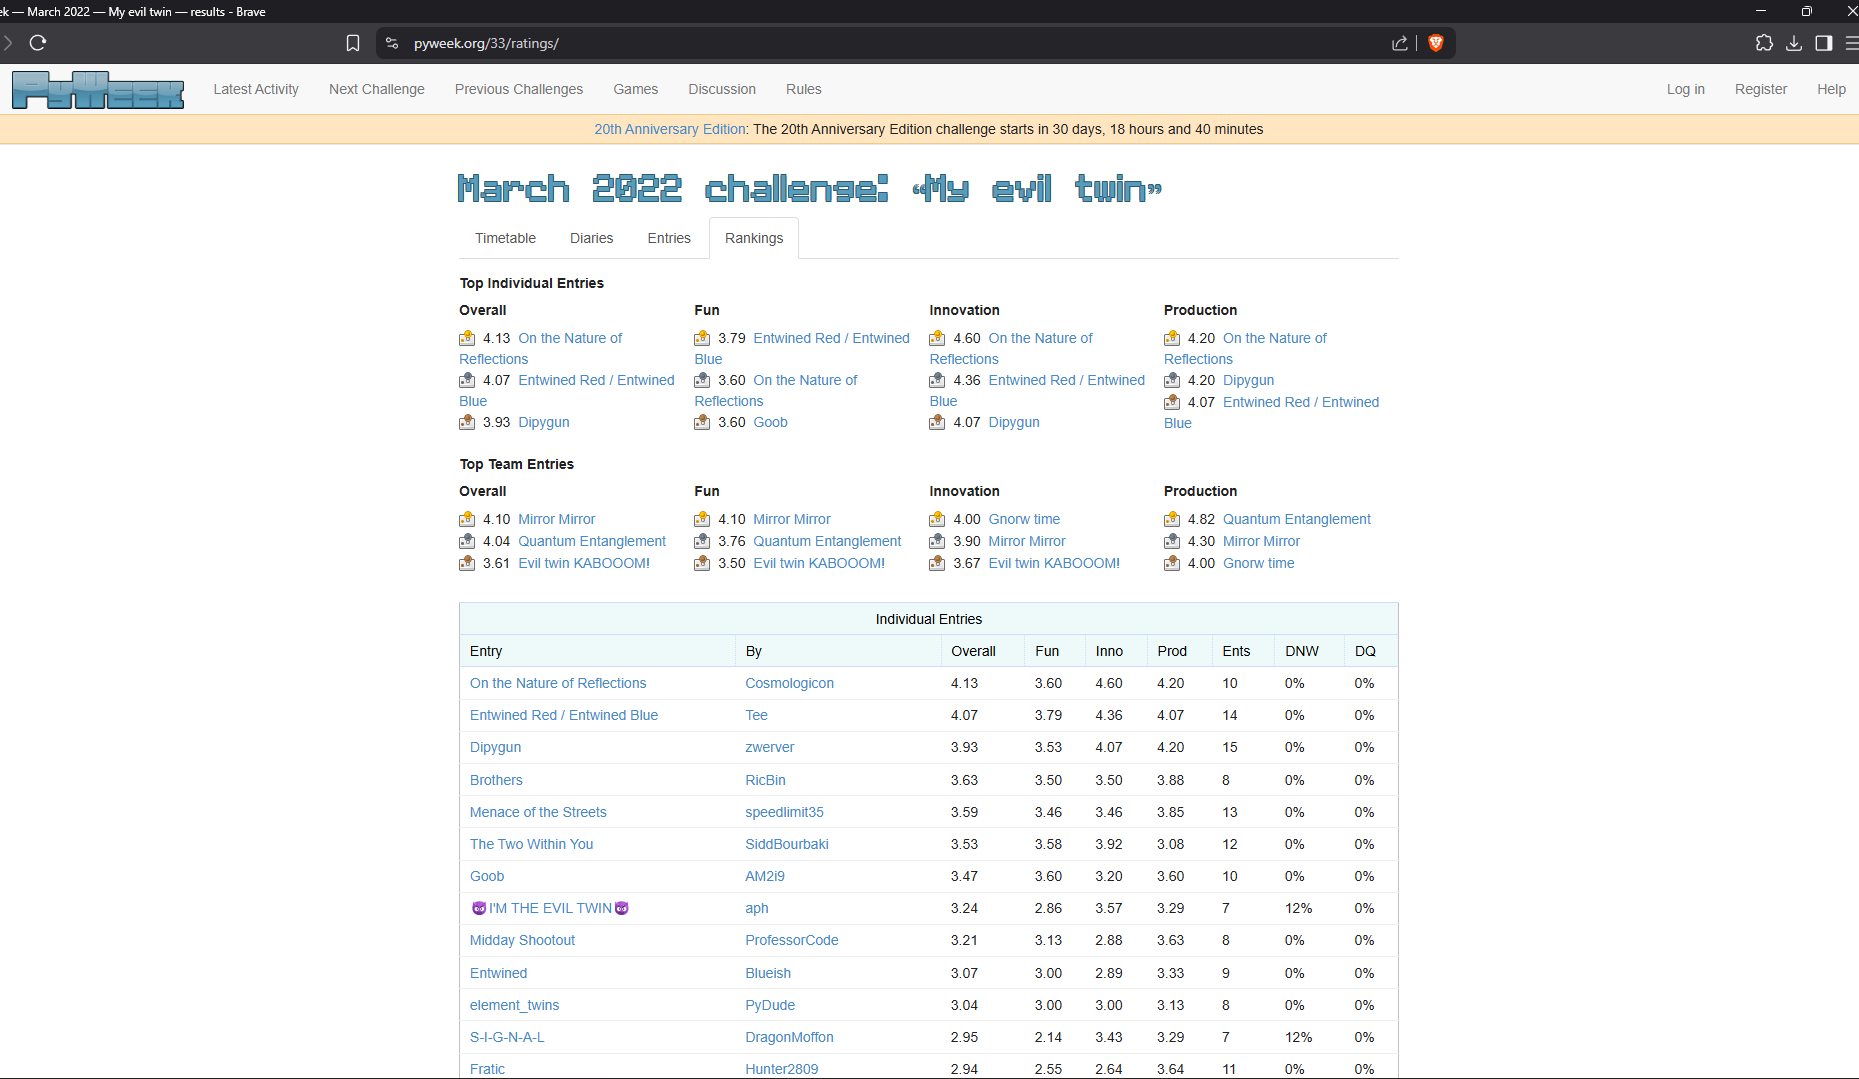 ek — March 2022 — My evil twin — results - Brave
pyweek.org/33/ratings/
PyWeek Latest Activity Next Challenge Previous Challenges Games Discussion Rules Log in Register Help
20th Anniversary Edition: The 20th Anniversary Edition challenge starts in 30 days, 18 hours and 40 minutes
March 2022 challenge: “My evil twin”
Timetable Diaries Entries Rankings
Top Individual Entries
Overall
4.13 On the Nature of
Reflections
4.07 Entwined Red / Entwined
Blue
3.93 Dipygun
Fun
3.79 Entwined Red / Entwined
Blue
3.60 On the Nature of
Reflections
3.60 Goob
Innovation
4.60 On the Nature of
Reflections
4.36 Entwined Red / Entwined
Blue
4.07 Dipygun
Production
4.20 On the Nature of
Reflections
4.20 Dipygun
4.07 Entwined Red / Entwined
Blue
Top Team Entries
Overall
4.10 Mirror Mirror
4.04 Quantum Entanglement
3.61 Evil twin KABOOOM!
Fun
4.10 Mirror Mirror
3.76 Quantum Entanglement
3.50 Evil twin KABOOOM!
Innovation
4.00 Gnorw time
3.90 Mirror Mirror
3.67 Evil twin KABOOOM!
Production
4.82 Quantum Entanglement
4.30 Mirror Mirror
4.00 Gnorw time
Individual Entries
Entry By Overall Fun Inno Prod Ents DNW DQ
On the Nature of Reflections Cosmologicon 4.13 3.60 4.60 4.20 10 0% 0%
Entwined Red / Entwined Blue Tee 4.07 3.79 4.36 4.07 14 0% 0%
Dipygun zwerver 3.93 3.53 4.07 4.20 15 0% 0%
Brothers RicBin 3.63 3.50 3.50 3.88 8 0% 0%
Menace of the Streets speedlimit35 3.59 3.46 3.46 3.85 13 0% 0%
The Two Within You SiddBourbaki 3.53 3.58 3.92 3.08 12 0% 0%
Goob AM2i9 3.47 3.60 3.20 3.60 10 0% 0%
😈I'M THE EVIL TWIN😈 aph 3.24 2.86 3.57 3.29 7 12% 0%
Midday Shootout ProfessorCode 3.21 3.13 2.88 3.63 8 0% 0%
Entwined Blueish 3.07 3.00 2.89 3.33 9 0% 0%
element_twins PyDude 3.04 3.00 3.00 3.13 8 0% 0%
S-I-G-N-A-L DragonMoffon 2.95 2.14 3.43 3.29 7 12% 0%
Fratic Hunter2809 2.94 2.55 2.64 3.64 11 0% 0%